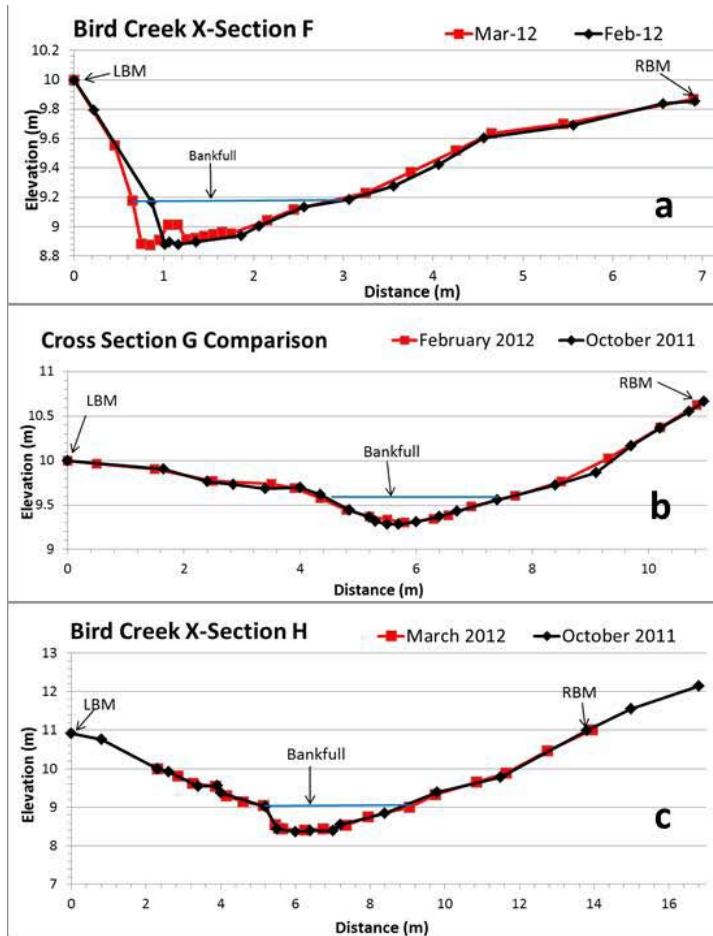 Bird Creek X-Section F
Mar-12
Feb-12
10.2
10
9.8
9.6
9.4
9.2
9
8.8
Elevation (m)
LBM
RBM
Bankfull
a
0
1
2
3
4
5
6
7
Distance (m)
Cross Section G Comparison
February 2012
October 2011
11
10.5
10
9.5
9
Elevation (m)
LBM
RBM
Bankfull
b
0
2
4
6
8
10
Distance (m)
Bird Creek X-Section H
March 2012
October 2011
13
12
11
10
9
8
7
Elevation (m)
LBM
RBM
Bankfull
c
0
2
4
6
8
10
12
14
16
Distance (m)